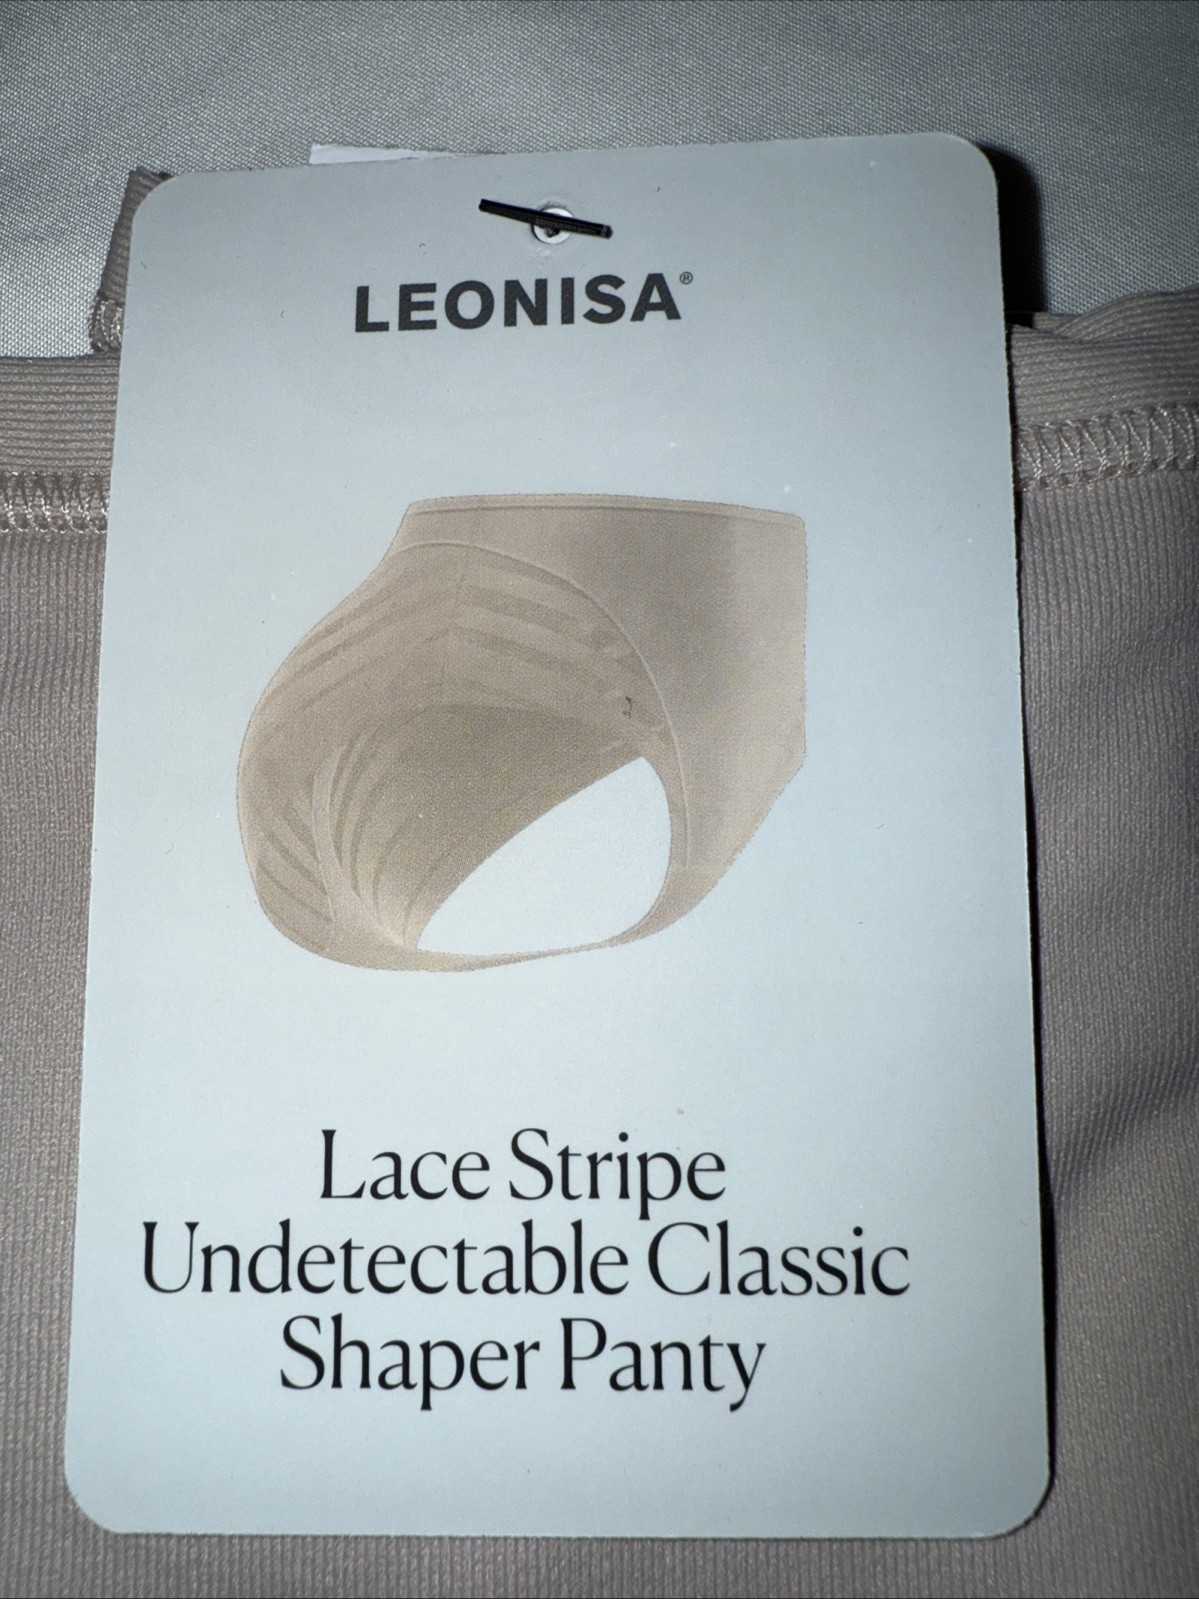 LEONISA®
Lace Stripe
Undetectable Classic
Shaper Panty